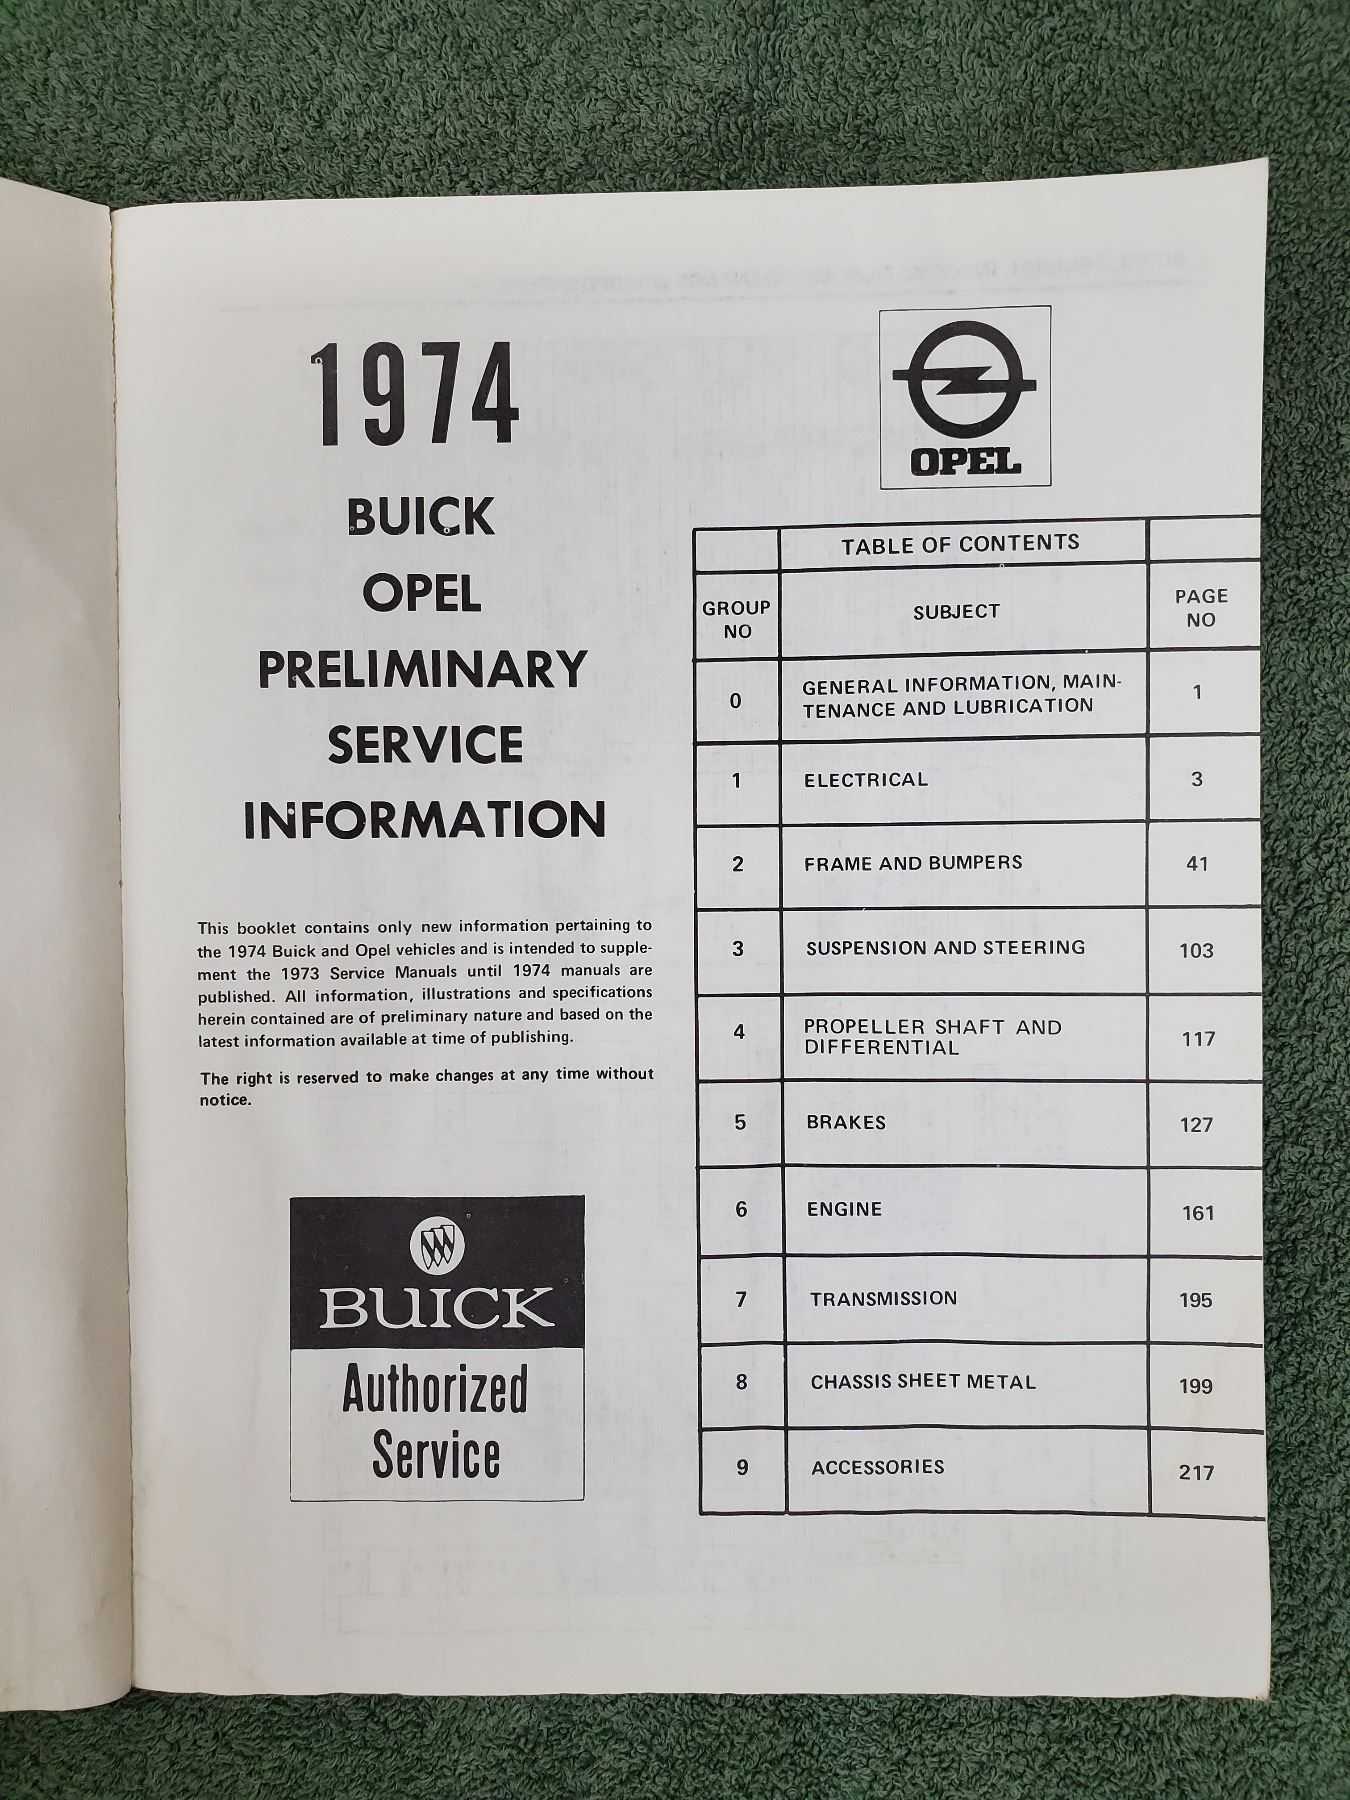 1974
BUICK
OPEL
PRELIMINARY
SERVICE
INFORMATION
This booklet contains only new information pertaining to
the 1974 Buick and Opel vehicles and is intended to supple-
ment the 1973 Service Manuals until 1974 manuals are
published. All information, illustrations and specifications
herein contained are of preliminary nature and based on the
latest information available at time of publishing.
The right is reserved to make changes at any time without
notice.
BUICK
Authorized
Service
OPEL
TABLE OF CONTENTS
GROUP NO SUBJECT PAGE NO
0 GENERAL INFORMATION, MAIN-
TENANCE AND LUBRICATION 1
1 ELECTRICAL 3
2 FRAME AND BUMPERS 41
3 SUSPENSION AND STEERING 103
4 PROPELLER SHAFT AND
DIFFERENTIAL 117
5 BRAKES 127
6 ENGINE 161
7 TRANSMISSION 195
8 CHASSIS SHEET METAL 199
9 ACCESSORIES 217